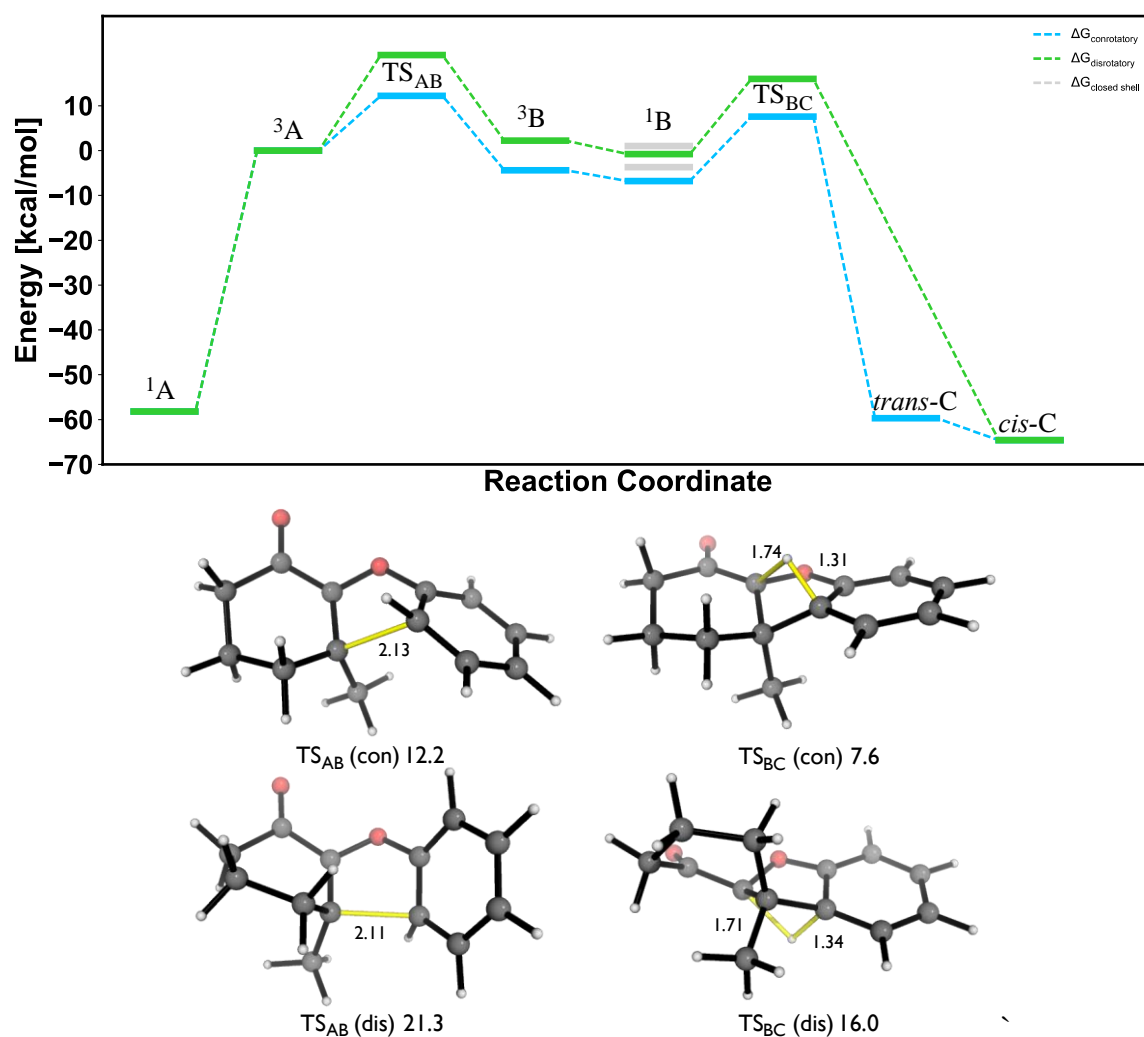 ΔGconrotatory
ΔGdisrotatory
ΔGclosed shell
Energy [kcal/mol]
10
0
−10
−20
−30
−40
−50
−60
−70
1A
3A
TSAB
3B
1B
TSBC
trans-C
cis-C
Reaction Coordinate
2.13
1.74
1.31
TSAB (con) 12.2
TSBC (con) 7.6
2.11
1.71
1.34
TSAB (dis) 21.3
TSBC (dis) 16.0
`